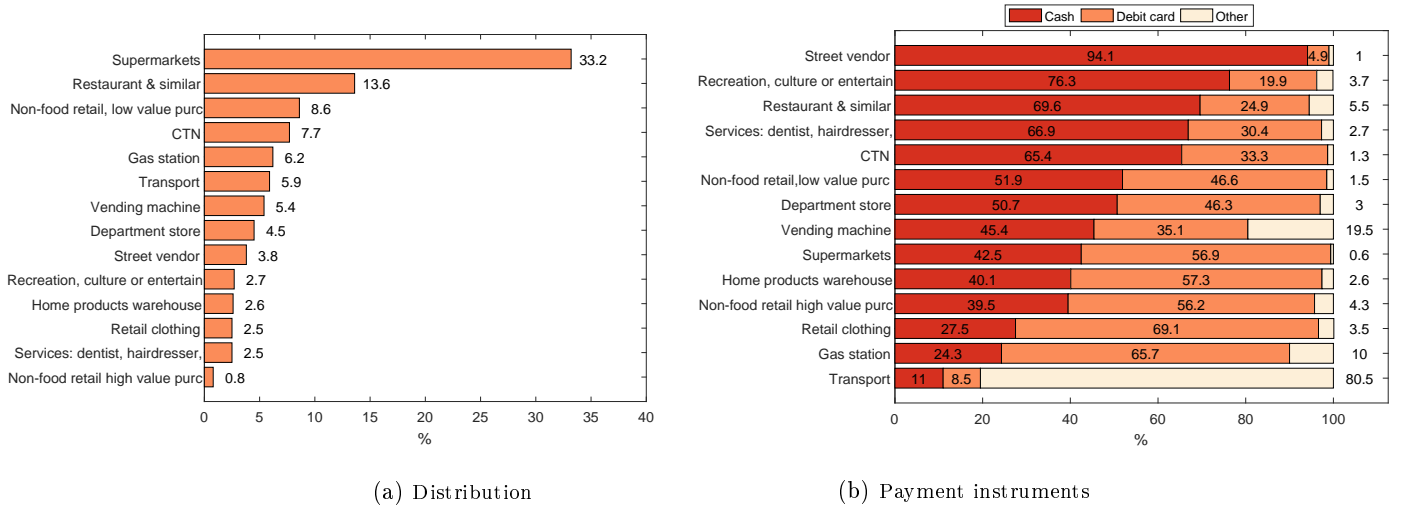 Supermarkets 33.2
Restaurant & similar 13.6
Non-food retail, low value purc 8.6
CTN 7.7
Gas station 6.2
Transport 5.9
Vending machine 5.4
Department store 4.5
Street vendor 3.8
Recreation, culture or entertain 2.7
Home products warehouse 2.6
Retail clothing 2.5
Services: dentist, hairdresser, 2.5
Non-food retail high value purc 0.8
0 5 10 15 20 25 30 35 40
%
(a) Distribution
Cash Debit card Other
Street vendor 94.1 4.9 1
Recreation, culture or entertain 76.3 19.9 3.7
Restaurant & similar 69.6 24.9 5.5
Services: dentist, hairdresser, 66.9 30.4 2.7
CTN 65.4 33.3 1.3
Non-food retail,low value purc 51.9 46.6 1.5
Department store 50.7 46.3 3
Vending machine 45.4 35.1 19.5
Supermarkets 42.5 56.9 0.6
Home products warehouse 40.1 57.3 2.6
Non-food retail high value purc 39.5 56.2 4.3
Retail clothing 27.5 69.1 3.5
Gas station 24.3 65.7 10
Transport 11 8.5 80.5
0 20 40 60 80 100
%
(b) Payment instruments